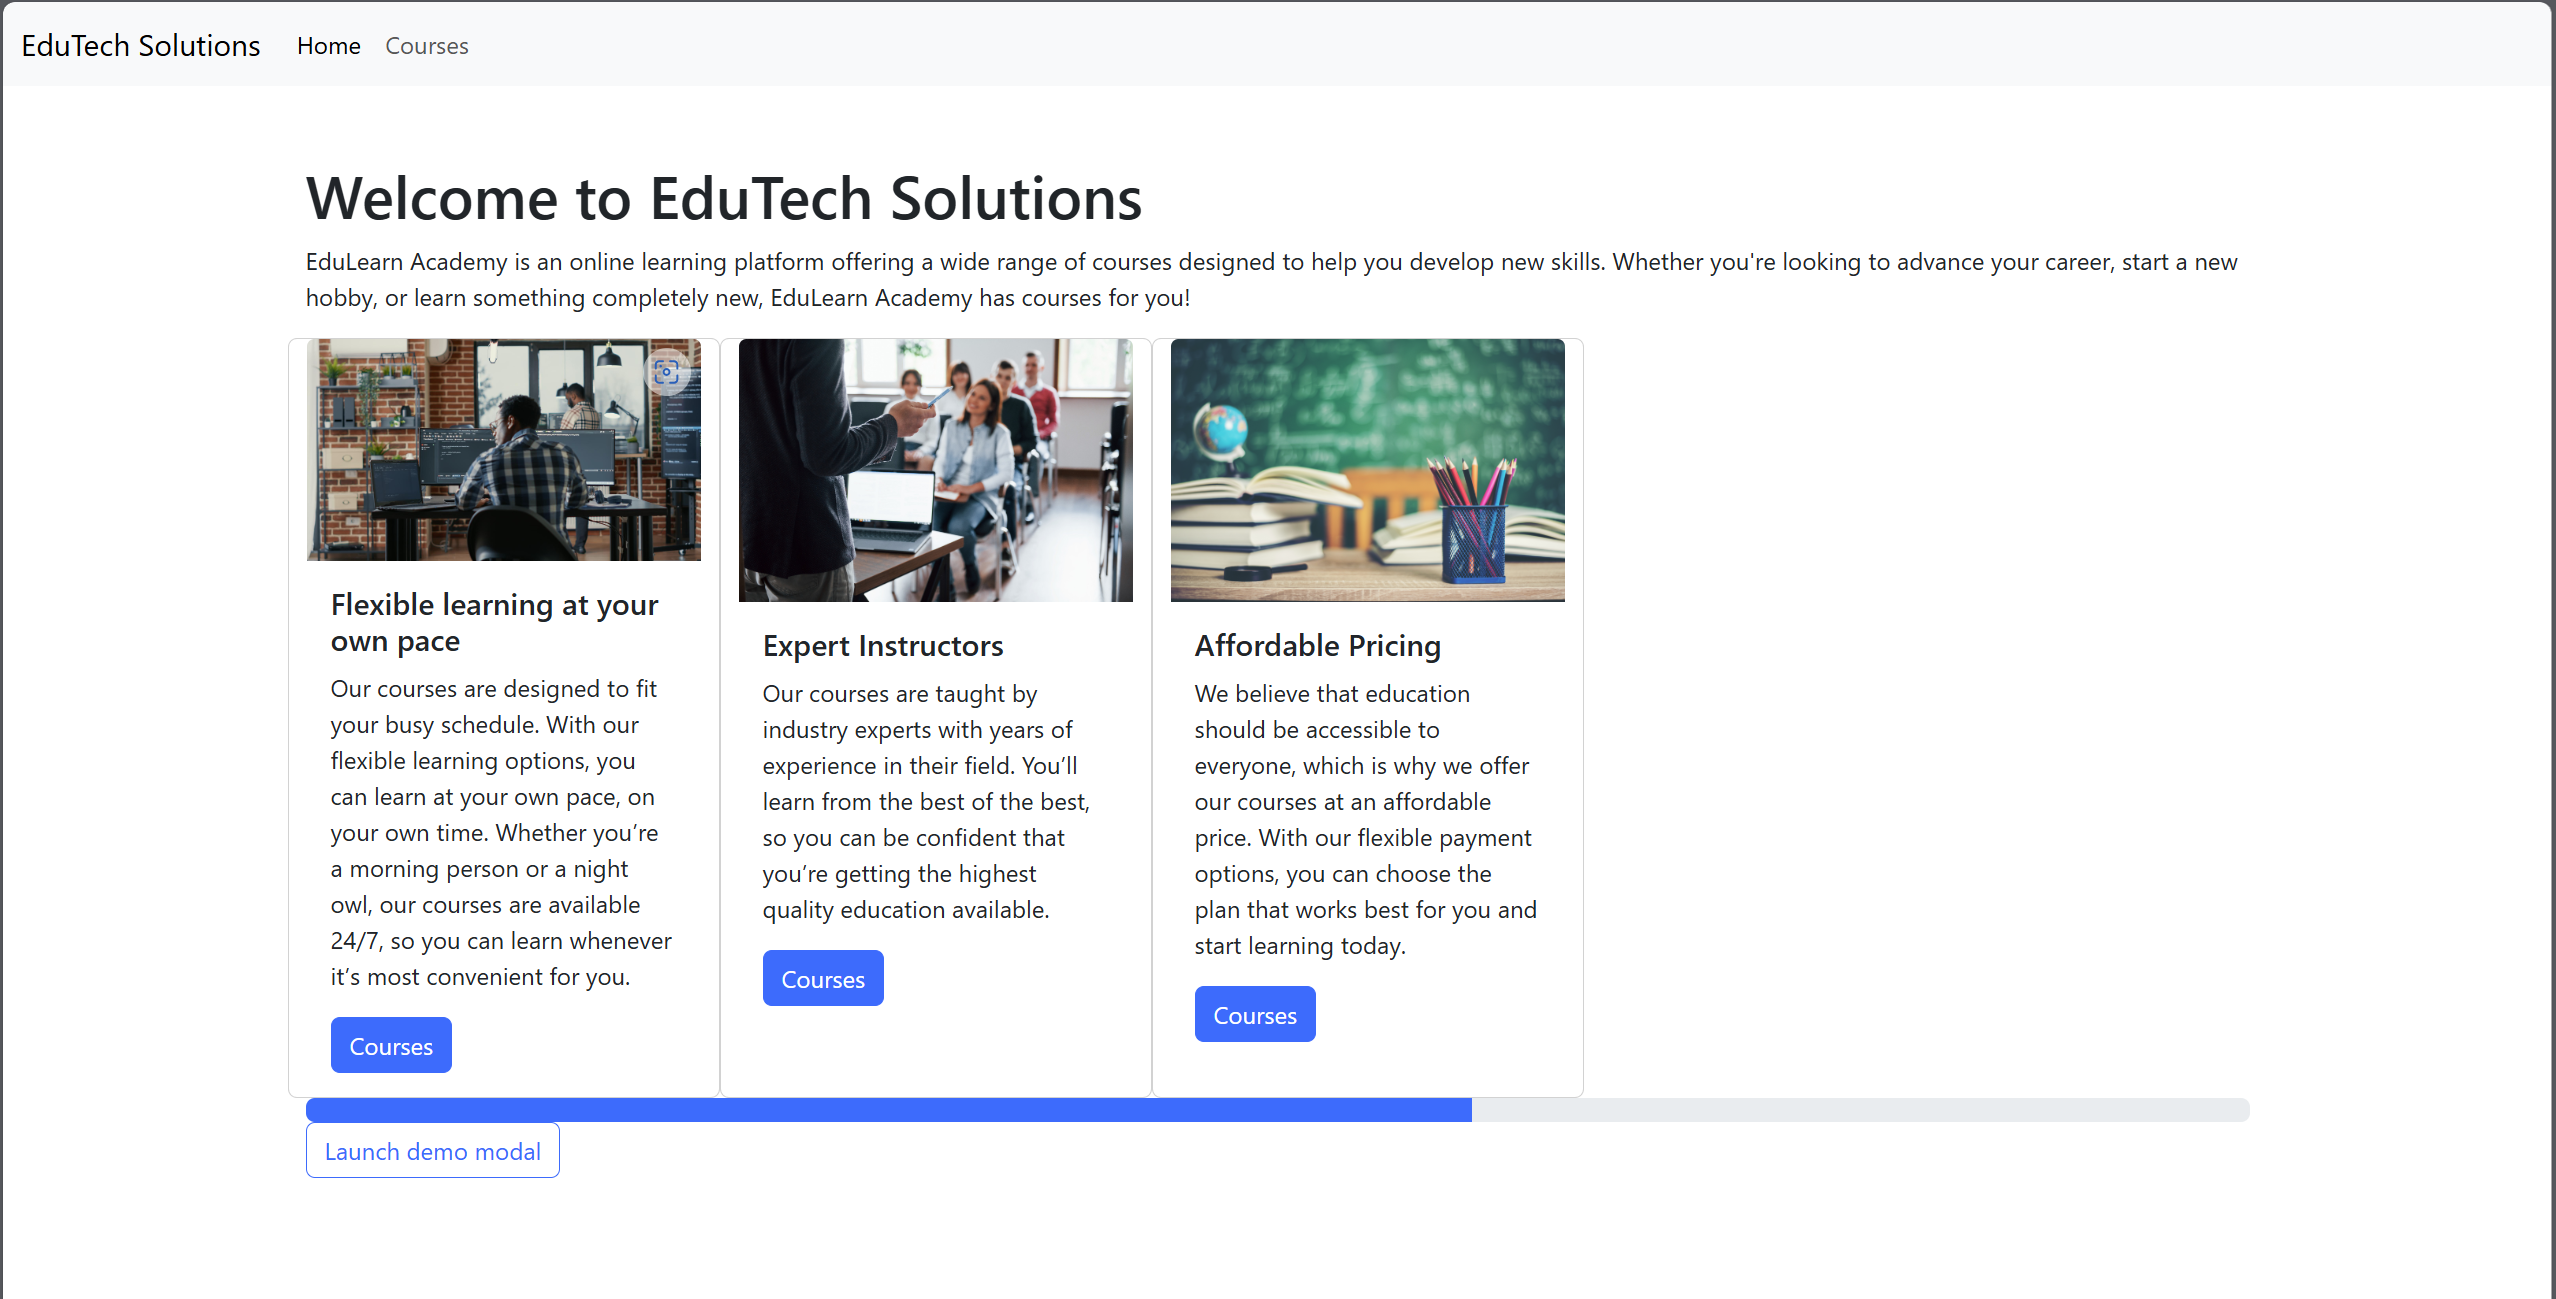 EduTech Solutions Home Courses
Welcome to EduTech Solutions
EduLearn Academy is an online learning platform offering a wide range of courses designed to help you develop new skills. Whether you're looking to advance your career, start a new
hobby, or learn something completely new, EduLearn Academy has courses for you!
Flexible learning at your
own pace
Our courses are designed to fit
your busy schedule. With our
flexible learning options, you
can learn at your own pace, on
your own time. Whether you’re
a morning person or a night
owl, our courses are available
24/7, so you can learn whenever
it’s most convenient for you.
Courses
Expert Instructors
Our courses are taught by
industry experts with years of
experience in their field. You’ll
learn from the best of the best,
so you can be confident that
you’re getting the highest
quality education available.
Courses
Affordable Pricing
We believe that education
should be accessible to
everyone, which is why we offer
our courses at an affordable
price. With our flexible payment
options, you can choose the
plan that works best for you and
start learning today.
Courses
Launch demo modal